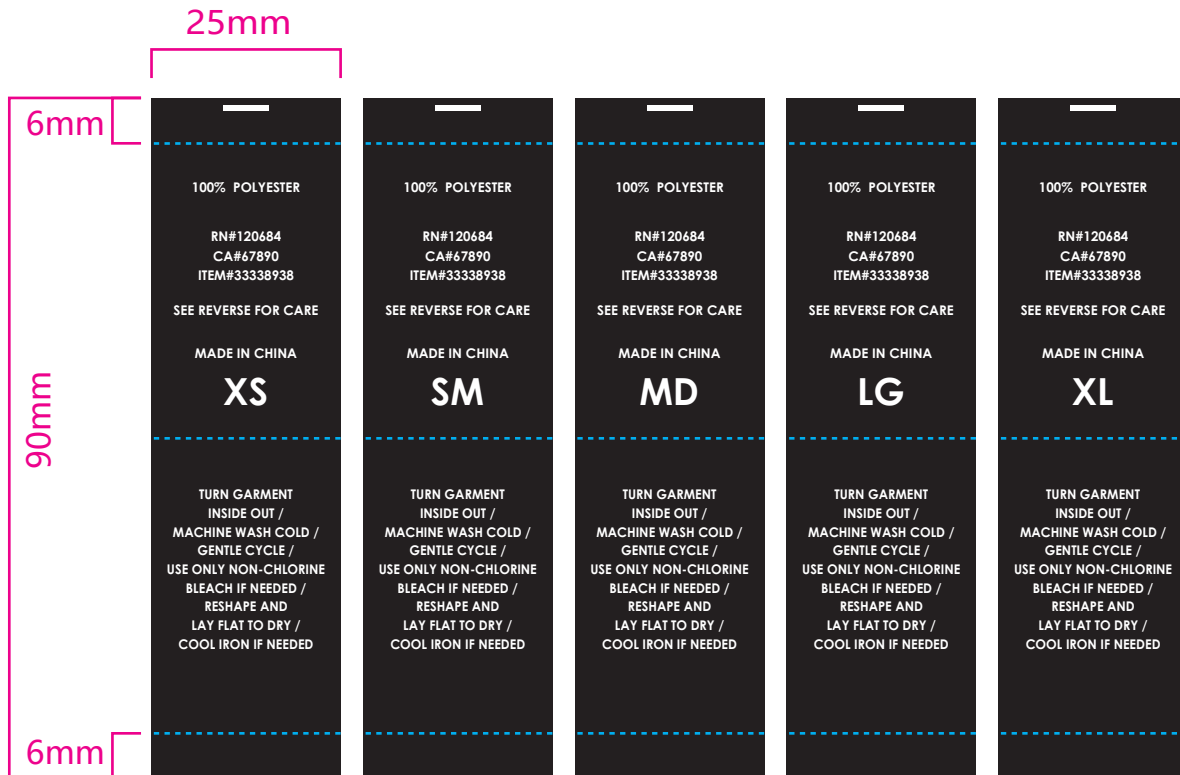 25mm
6mm
90mm
6mm
100% POLYESTER
RN#120684
CA#67890
ITEM#33338938
SEE REVERSE FOR CARE
MADE IN CHINA
XS
TURN GARMENT
INSIDE OUT /
MACHINE WASH COLD /
GENTLE CYCLE /
USE ONLY NON-CHLORINE
BLEACH IF NEEDED /
RESHAPE AND
LAY FLAT TO DRY /
COOL IRON IF NEEDED
100% POLYESTER
RN#120684
CA#67890
ITEM#33338938
SEE REVERSE FOR CARE
MADE IN CHINA
SM
TURN GARMENT
INSIDE OUT /
MACHINE WASH COLD /
GENTLE CYCLE /
USE ONLY NON-CHLORINE
BLEACH IF NEEDED /
RESHAPE AND
LAY FLAT TO DRY /
COOL IRON IF NEEDED
100% POLYESTER
RN#120684
CA#67890
ITEM#33338938
SEE REVERSE FOR CARE
MADE IN CHINA
MD
TURN GARMENT
INSIDE OUT /
MACHINE WASH COLD /
GENTLE CYCLE /
USE ONLY NON-CHLORINE
BLEACH IF NEEDED /
RESHAPE AND
LAY FLAT TO DRY /
COOL IRON IF NEEDED
100% POLYESTER
RN#120684
CA#67890
ITEM#33338938
SEE REVERSE FOR CARE
MADE IN CHINA
LG
TURN GARMENT
INSIDE OUT /
MACHINE WASH COLD /
GENTLE CYCLE /
USE ONLY NON-CHLORINE
BLEACH IF NEEDED /
RESHAPE AND
LAY FLAT TO DRY /
COOL IRON IF NEEDED
100% POLYESTER
RN#120684
CA#67890
ITEM#33338938
SEE REVERSE FOR CARE
MADE IN CHINA
XL
TURN GARMENT
INSIDE OUT /
MACHINE WASH COLD /
GENTLE CYCLE /
USE ONLY NON-CHLORINE
BLEACH IF NEEDED /
RESHAPE AND
LAY FLAT TO DRY /
COOL IRON IF NEEDED